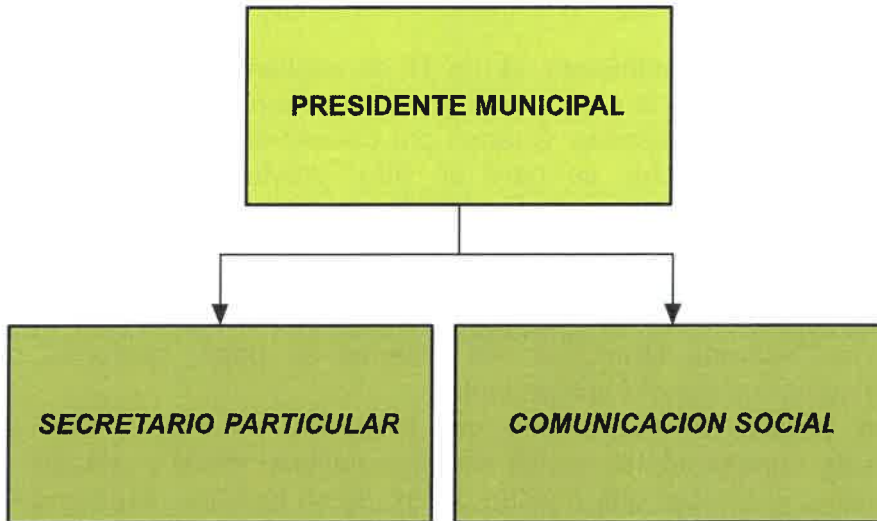 PRESIDENTE MUNICIPAL
SECRETARIO PARTICULAR
COMUNICACION SOCIAL